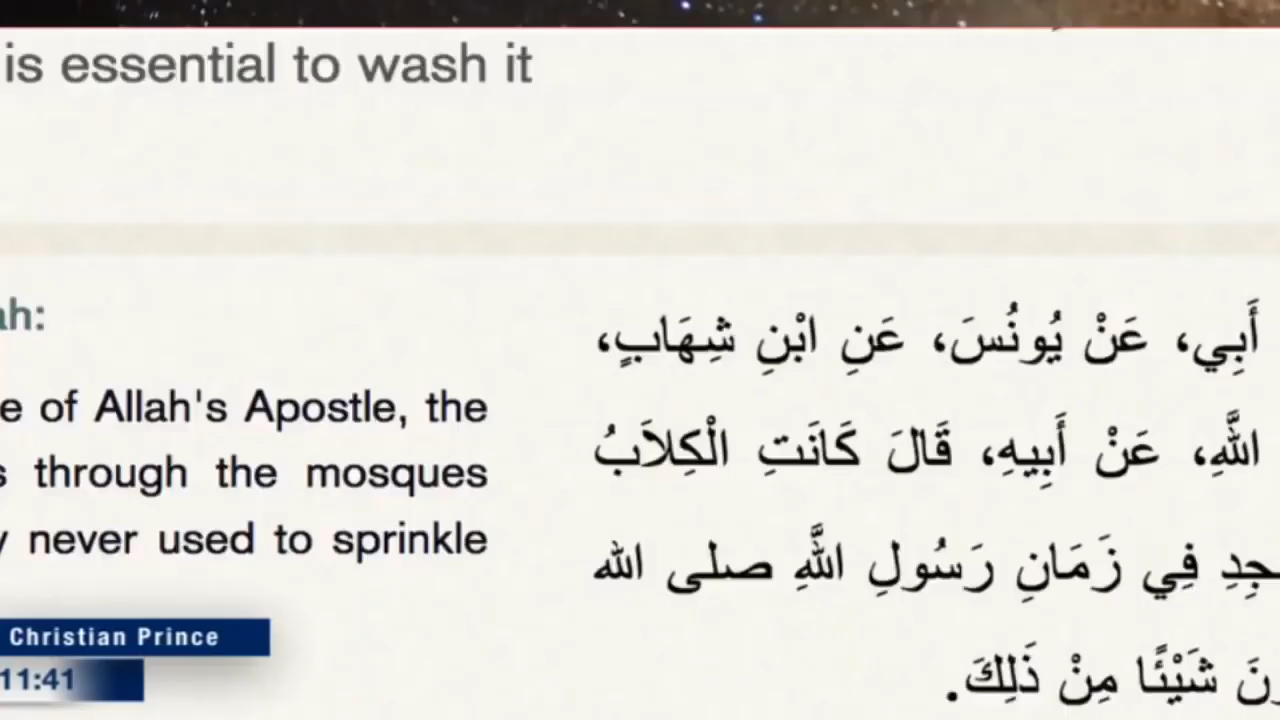 is essential to wash it
ah:
e of Allah's Apostle, the
s through the mosques
y never used to sprinkle
أَبِي، عَنْ يُونُسَ، عَنِ ابْنِ شِهَابٍ،
اللَّهِ، عَنْ أَبِيهِ، قَالَ كَانَتِ الْكِلاَبُ
جِدِ فِي زَمَانِ رَسُولِ اللَّهِ صلى الله
ونَ شَيْئًا مِنْ ذَلِكَ.
Christian Prince
11:41